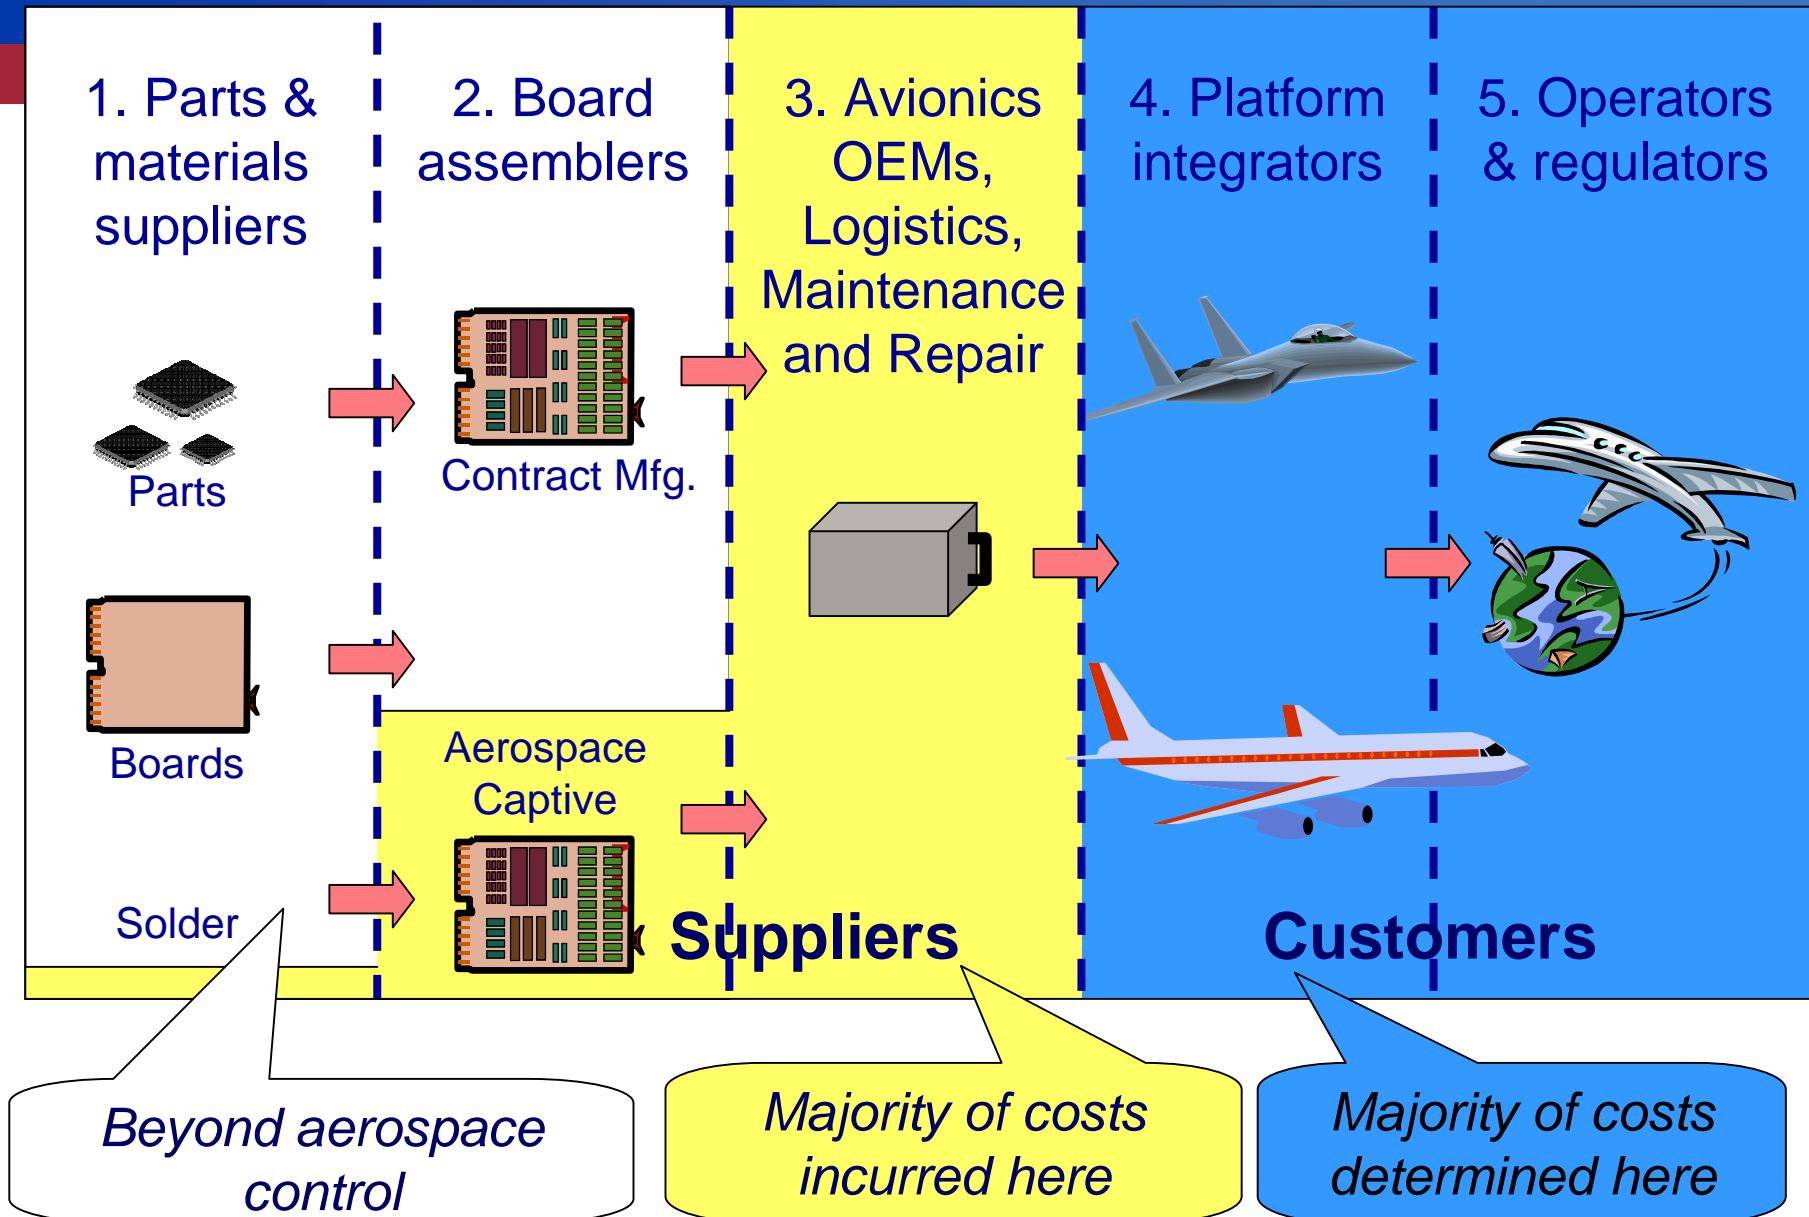 1. Parts &
materials
suppliers
2. Board
assemblers
3. Avionics
OEMs,
Logistics,
Maintenance
and Repair
4. Platform
integrators
5. Operators
& regulators
Parts
Contract Mfg.
Boards
Aerospace
Captive
Solder
Suppliers
Customers
Beyond aerospace
control
Majority of costs
incurred here
Majority of costs
determined here